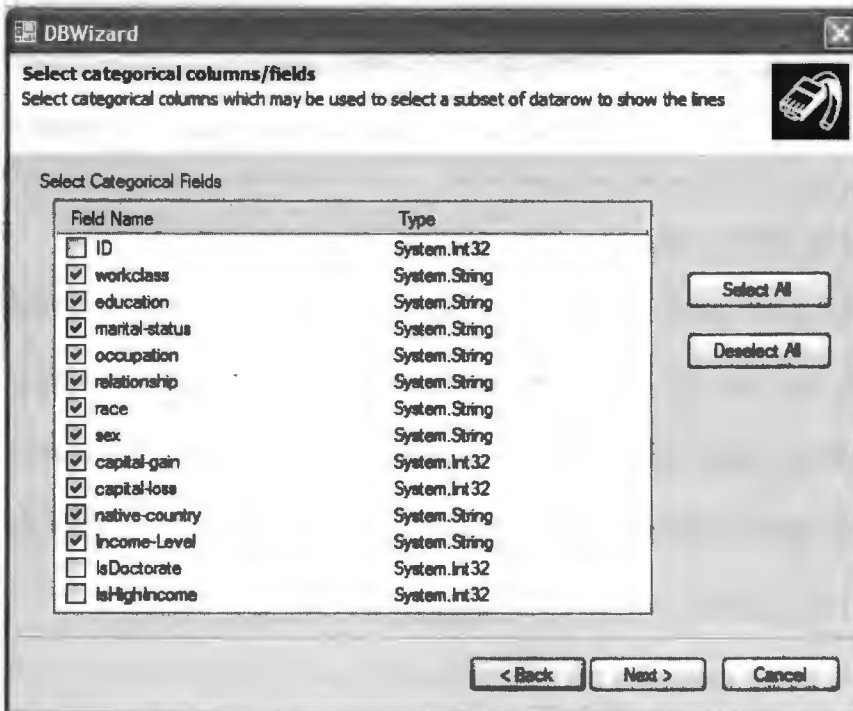 DBWizard
Select categorical columns/fields
Select categorical columns which may be used to select a subset of datarow to show the lines
Select Categorical Fields
Field Name Type
ID System.Int32
workclass System.String
education System.String
marital-status System.String
occupation System.String
relationship System.String
race System.String
sex System.String
capital-gain System.Int32
capital-loss System.Int32
native-country System.String
Income-Level System.String
IsDoctorate System.Int32
IsHighIncome System.Int32
Select All
Deselect All
< Back Next > Cancel